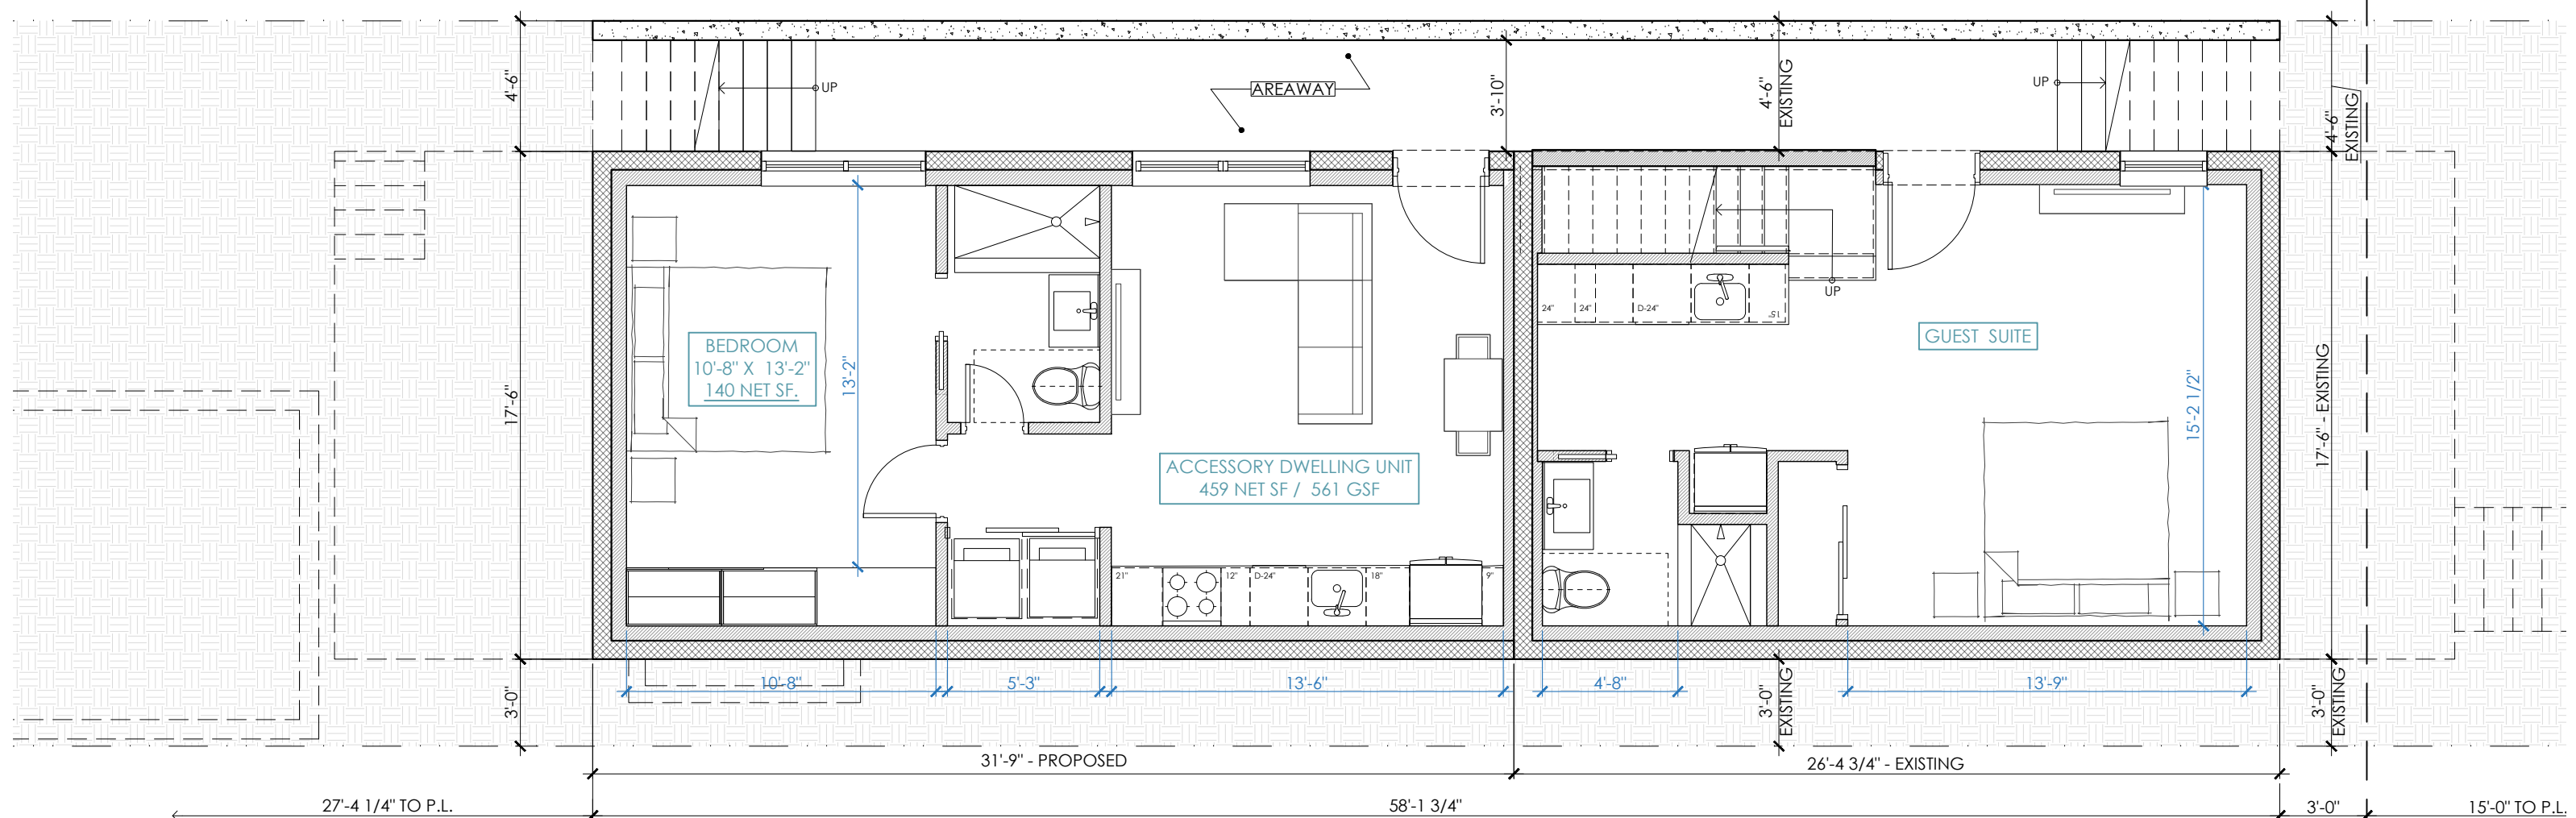 4'-6"
UP
AREAWAY
3'-10"
4'-6"
EXISTING
UP
4'-6"
EXISTING
BEDROOM
10'-8" X 13'-2"
140 NET SF.
13'-2"
17'-6"
24"
24"
D-24"
15"
UP
GUEST SUITE
15'-2 1/2"
17'-6" - EXISTING
ACCESSORY DWELLING UNIT
459 NET SF / 561 GSF
21"
12"
D-24"
18"
9"
3'-0"
10'-8"
5'-3"
13'-6"
4'-8"
3'-0"
EXISTING
13'-9"
3'-0"
EXISTING
31'-9" - PROPOSED
26'-4 3/4" - EXISTING
27'-4 1/4" TO P.L.
58'-1 3/4"
3'-0"
15'-0" TO P.L.